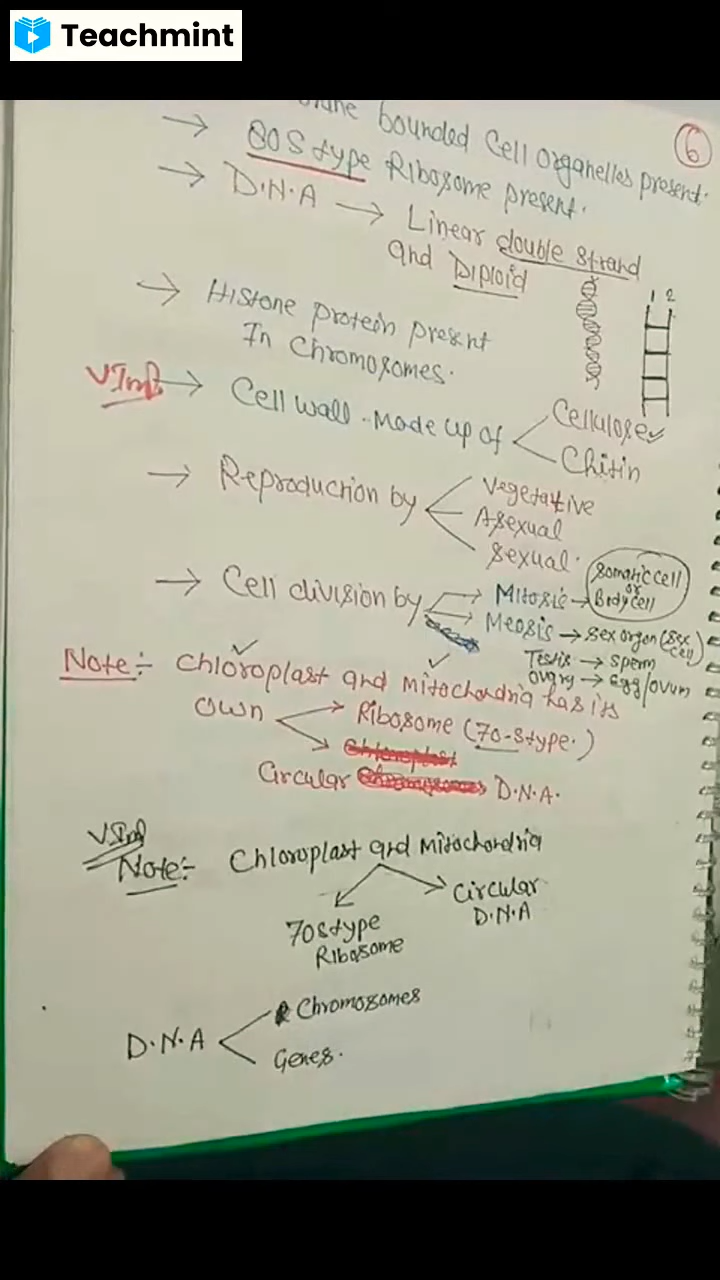 Teachmint
6
bounded Cell organelles present.
→ 80S type Ribosome present.
→ D.N.A → Linear double strand
and Diploid
1 2
→ Histone protein present
In Chromosomes.
VImp → Cell wall . Made up of
Cellulose ✓
Chitin
→ Reproduction by
Vegetative
Asexual
Sexual.
→ Cell division by
Mitosis → Somatic cell
or
Body cell
Meosis → Sex organ (Sex
cell)
Testis → Sperm
Ovary → Egg/Ovum
Note:- Chloroplast and mitochondria has its
own
Ribosome (70-S type.)
Circular D.N.A.
VImp
Note:- Chloroplast and Mitochondria
70S type
Ribosome
Circular
D.N.A
D.N.A
Chromosomes
Genes.